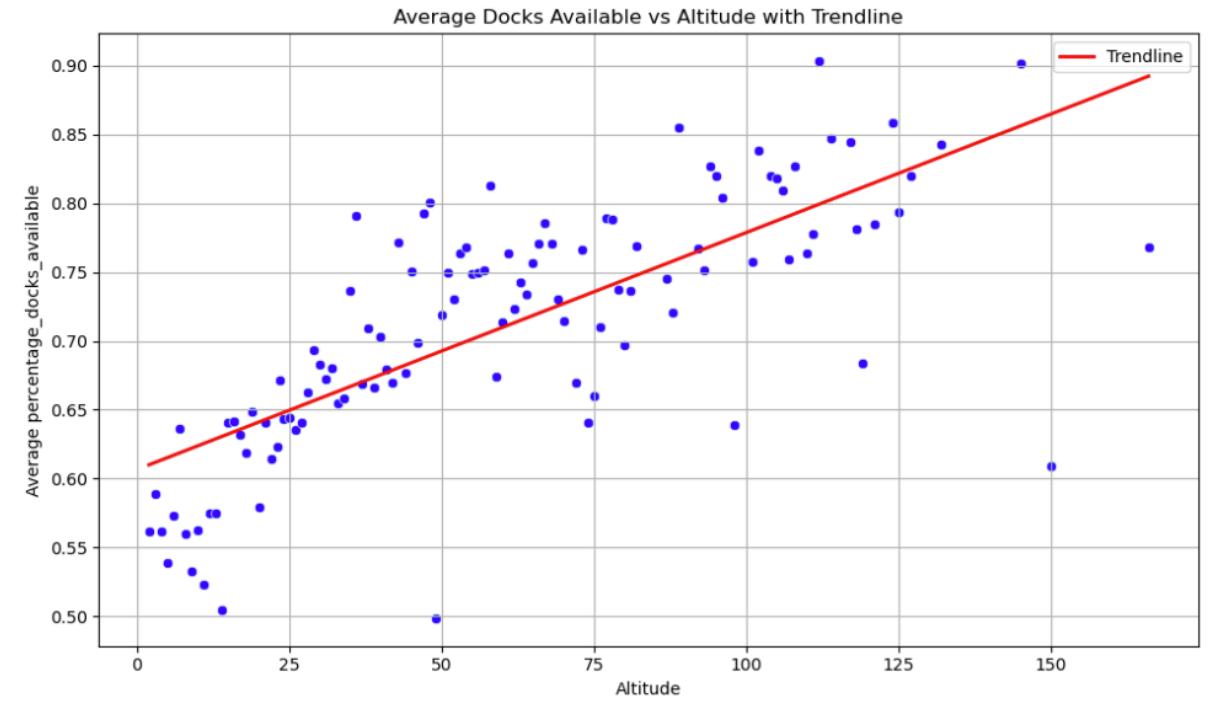 Average Docks Available vs Altitude with Trendline
Trendline
Average percentage_docks_available
0.90
0.85
0.80
0.75
0.70
0.65
0.60
0.55
0.50
0 25 50 75 100 125 150
Altitude